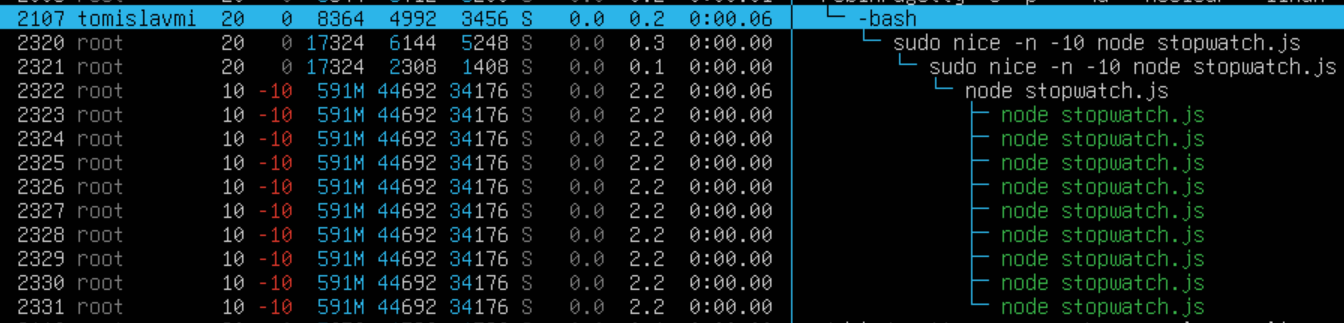 2107 tomislavmi 20 0 8364 4992 3456 S 0.0 0.2 0:00.06 └─ -bash
2320 root 20 0 17324 6144 5248 S 0.0 0.3 0:00.00 └─ sudo nice -n -10 node stopwatch.js
2321 root 20 0 17324 2308 1408 S 0.0 0.1 0:00.00 └─ sudo nice -n -10 node stopwatch.js
2322 root 10 -10 591M 44692 34176 S 0.0 2.2 0:00.06 └─ node stopwatch.js
2323 root 10 -10 591M 44692 34176 S 0.0 2.2 0:00.00 ├─ node stopwatch.js
2324 root 10 -10 591M 44692 34176 S 0.0 2.2 0:00.00 ├─ node stopwatch.js
2325 root 10 -10 591M 44692 34176 S 0.0 2.2 0:00.00 ├─ node stopwatch.js
2326 root 10 -10 591M 44692 34176 S 0.0 2.2 0:00.00 ├─ node stopwatch.js
2327 root 10 -10 591M 44692 34176 S 0.0 2.2 0:00.00 ├─ node stopwatch.js
2328 root 10 -10 591M 44692 34176 S 0.0 2.2 0:00.00 ├─ node stopwatch.js
2329 root 10 -10 591M 44692 34176 S 0.0 2.2 0:00.00 ├─ node stopwatch.js
2330 root 10 -10 591M 44692 34176 S 0.0 2.2 0:00.00 ├─ node stopwatch.js
2331 root 10 -10 591M 44692 34176 S 0.0 2.2 0:00.00 └─ node stopwatch.js